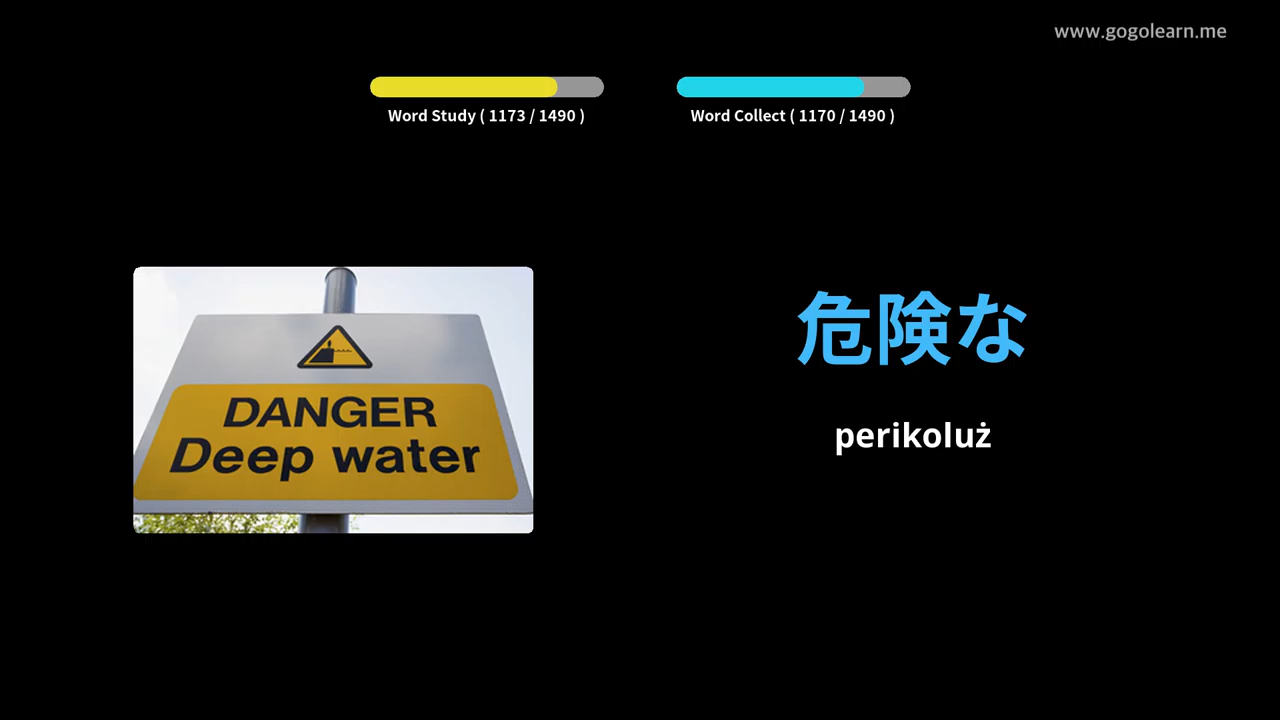 www.gogolearn.me
Word Study ( 1173 / 1490 )
Word Collect ( 1170 / 1490 )
DANGER
Deep water
危険な
perikoluż